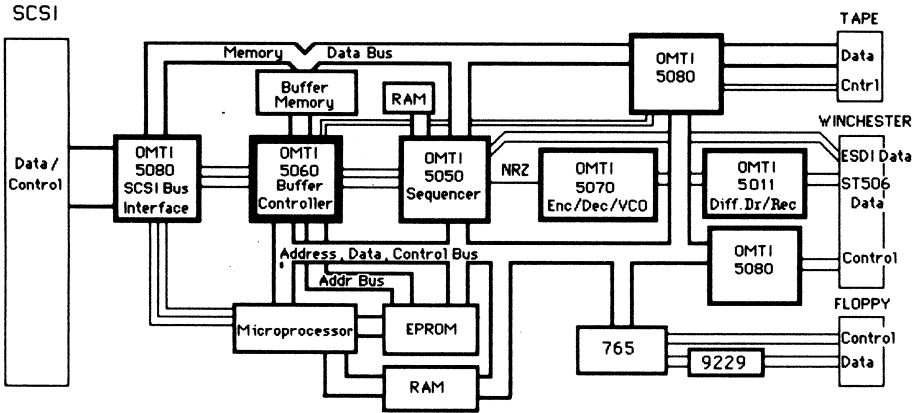 SCSI
Data/
Control
OMTI
5080
SCSI Bus
Interface
Memory Data Bus
Buffer
Memory
RAM
OMTI
5060
Buffer
Controller
OMTI
5050
Sequencer
NRZ
OMTI
5070
Enc/Dec/VCO
OMTI
5011
Diff.Dr/Rec
OMTI
5080
TAPE
Data
Cntrl
WINCHESTER
ESDI Data
ST506
Data
Control
OMTI
5080
Address, Data, Control Bus
Addr Bus
Microprocessor
EPROM
RAM
765
9229
FLOPPY
Control
Data